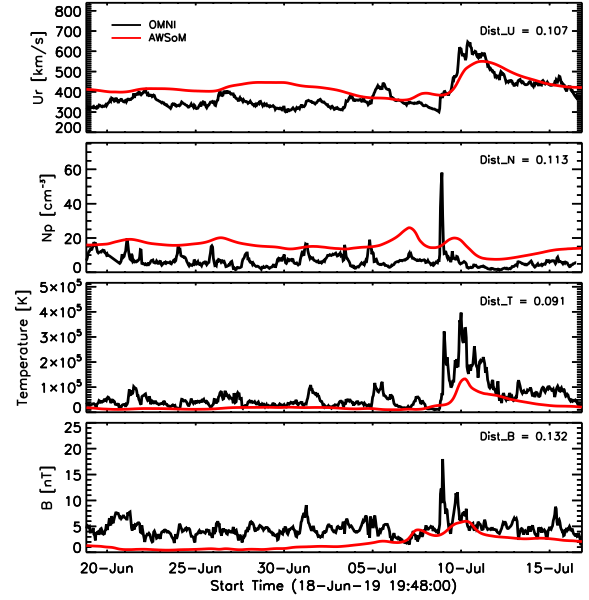 OMNI
AWSoM
Dist_U = 0.107
Ur [km/s]
800
700
600
500
400
300
200
Dist_N = 0.113
Np [cm⁻³]
60
40
20
0
Dist_T = 0.091
Temperature [K]
5×10⁵
4×10⁵
3×10⁵
2×10⁵
1×10⁵
0
Dist_B = 0.132
B [nT]
25
20
15
10
5
0
20-Jun 25-Jun 30-Jun 05-Jul 10-Jul 15-Jul
Start Time (18-Jun-19 19:48:00)